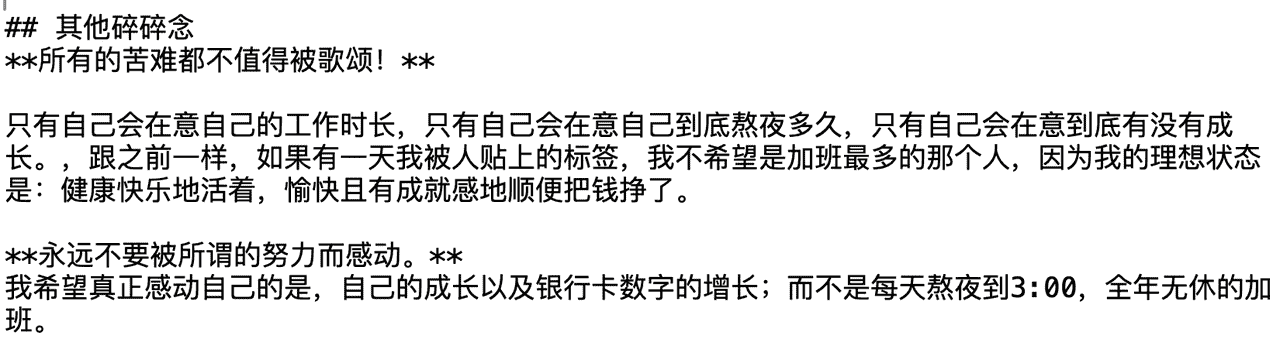 ## 其他碎碎念
**所有的苦难都不值得被歌颂！**
只有自己会在意自己的工作时长，只有自己会在意自己到底熬夜多久，只有自己会在意到底有没有成
长。，跟之前一样，如果有一天我被人贴上的标签，我不希望是加班最多的那个人，因为我的理想状态
是：健康快乐地活着，愉快且有成就感地顺便把钱挣了。
**永远不要被所谓的努力而感动。**
我希望真正感动自己的是，自己的成长以及银行卡数字的增长；而不是每天熬夜到3:00，全年无休的加
班。